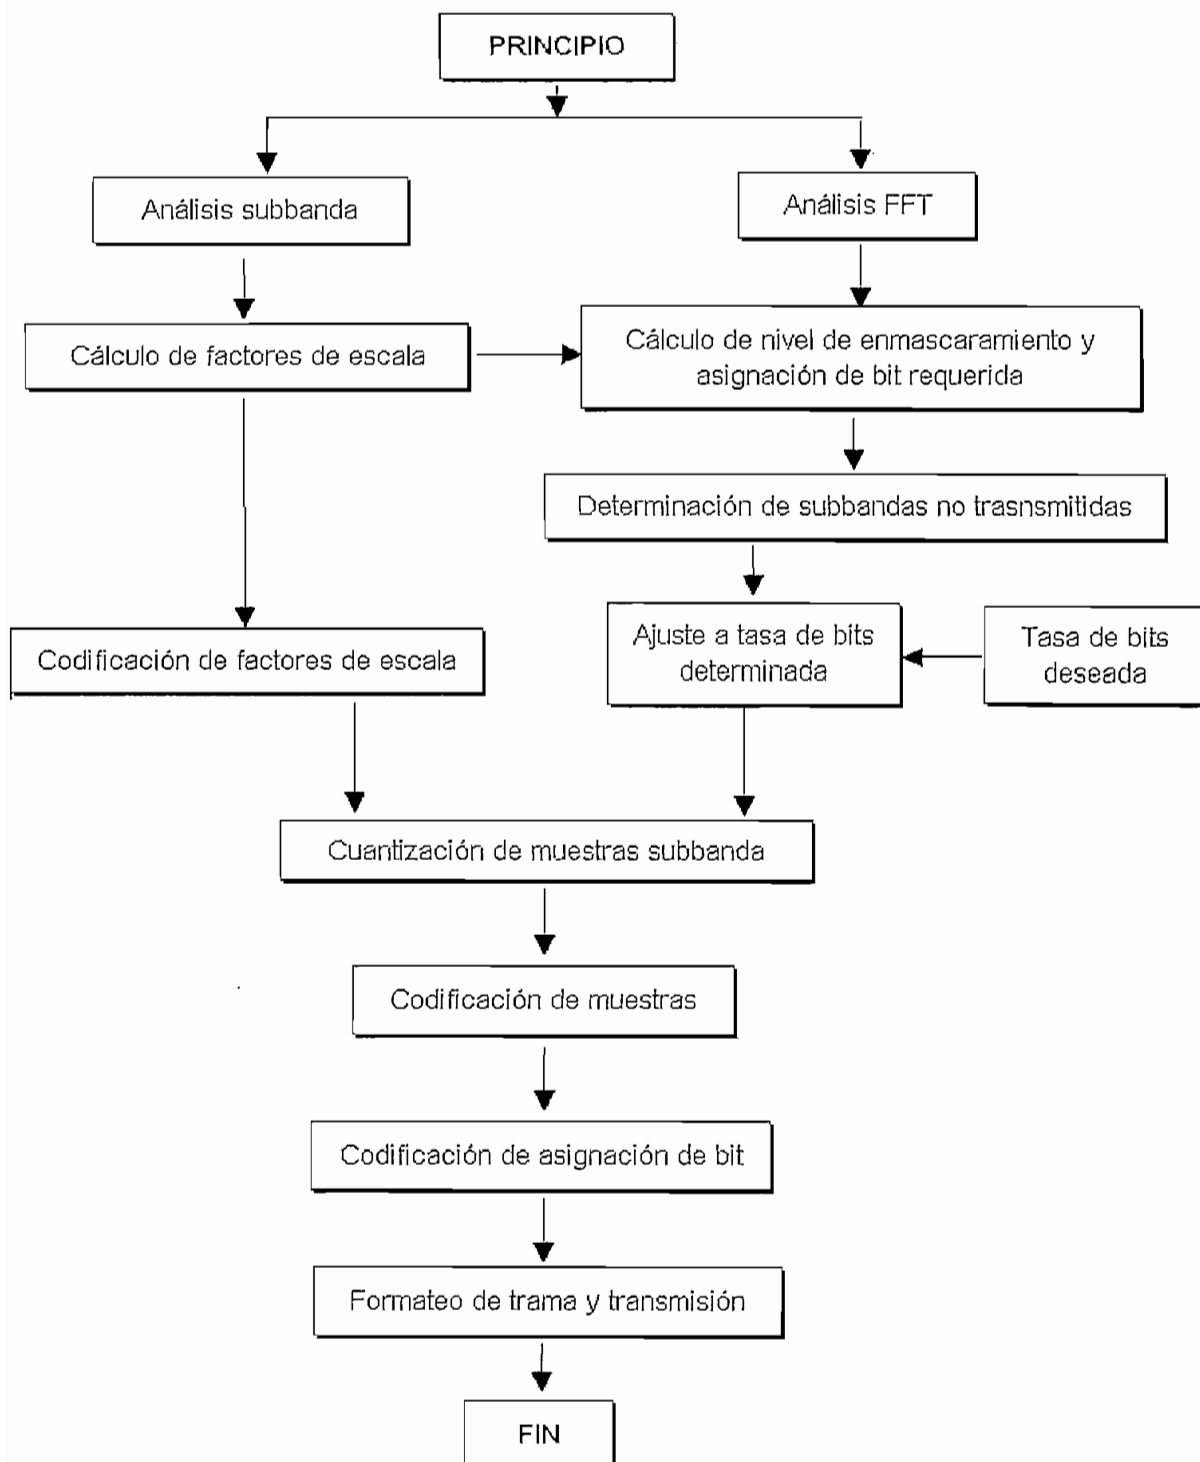 PRINCIPIO
Análisis subbanda
Análisis FFT
Cálculo de factores de escala
Cálculo de nivel de enmascaramiento y
asignación de bit requerida
Determinación de subbandas no trasnsmitidas
Codificación de factores de escala
Ajuste a tasa de bits
determinada
Tasa de bits
deseada
Cuantización de muestras subbanda
Codificación de muestras
Codificación de asignación de bit
Formateo de trama y transmisión
FIN